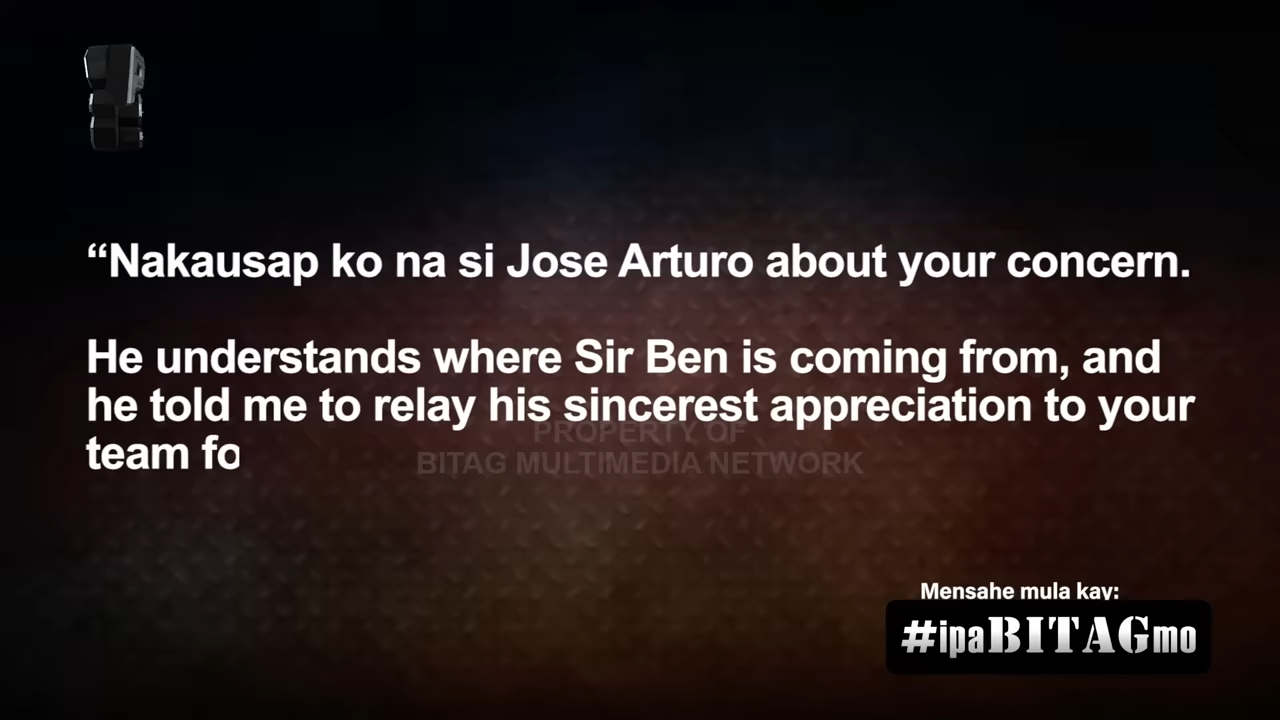 “Nakausap ko na si Jose Arturo about your concern.
He understands where Sir Ben is coming from, and
he told me to relay his sincerest appreciation to your
team fo
PROPERTY OF
BITAG MULTIMEDIA NETWORK
Mensahe mula kay:
#ipaBITAGmo